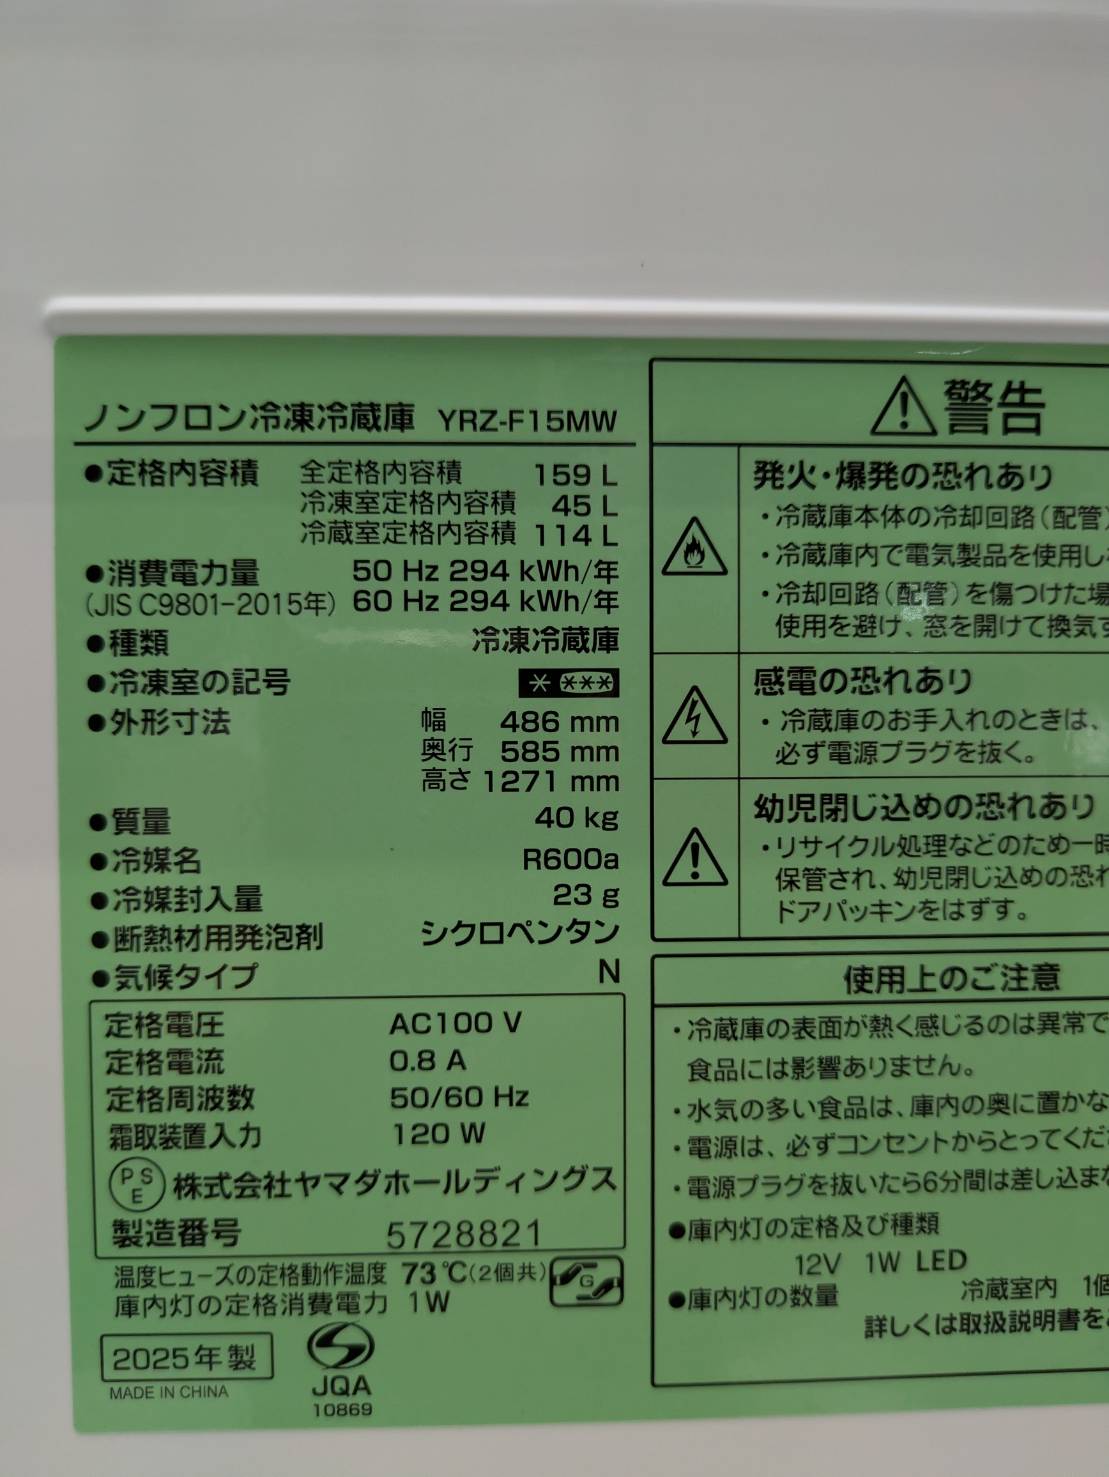 ノンフロン冷凍冷蔵庫 YRZ-F15MW
●定格内容積 全定格内容積 159 L
冷凍室定格内容積 45 L
冷蔵室定格内容積 114 L
●消費電力量 50 Hz 294 kWh/年
(JIS C9801-2015年) 60 Hz 294 kWh/年
●種類 冷凍冷蔵庫
●冷凍室の記号 * ***
●外形寸法 幅 486 mm
奥行 585 mm
高さ 1271 mm
●質量 40 kg
●冷媒名 R600a
●冷媒封入量 23 g
●断熱材用発泡剤 シクロペンタン
●気候タイプ N
定格電圧 AC100 V
定格電流 0.8 A
定格周波数 50/60 Hz
霜取装置入力 120 W
PSE 株式会社ヤマダホールディングス
製造番号 5728821
温度ヒューズの定格動作温度 73℃(2個共)
G
庫内灯の定格消費電力 1W
2025年製
MADE IN CHINA
JQA
10869
警告
発火・爆発の恐れあり
・冷蔵庫本体の冷却回路(配管)
・冷蔵庫内で電気製品を使用し
・冷却回路(配管)を傷つけた場
使用を避け、窓を開けて換気す
感電の恐れあり
・冷蔵庫のお手入れのときは、
必ず電源プラグを抜く。
幼児閉じ込めの恐れあり
・リサイクル処理などのため一時
保管され、幼児閉じ込めの恐れ
ドアパッキンをはずす。
使用上のご注意
・冷蔵庫の表面が熱く感じるのは異常で
食品には影響ありません。
・水気の多い食品は、庫内の奥に置かな
・電源は、必ずコンセントからとってくだ
・電源プラグを抜いたら6分間は差し込まな
●庫内灯の定格及び種類
12V 1W LED
●庫内灯の数量 冷蔵室内 1個
詳しくは取扱説明書を